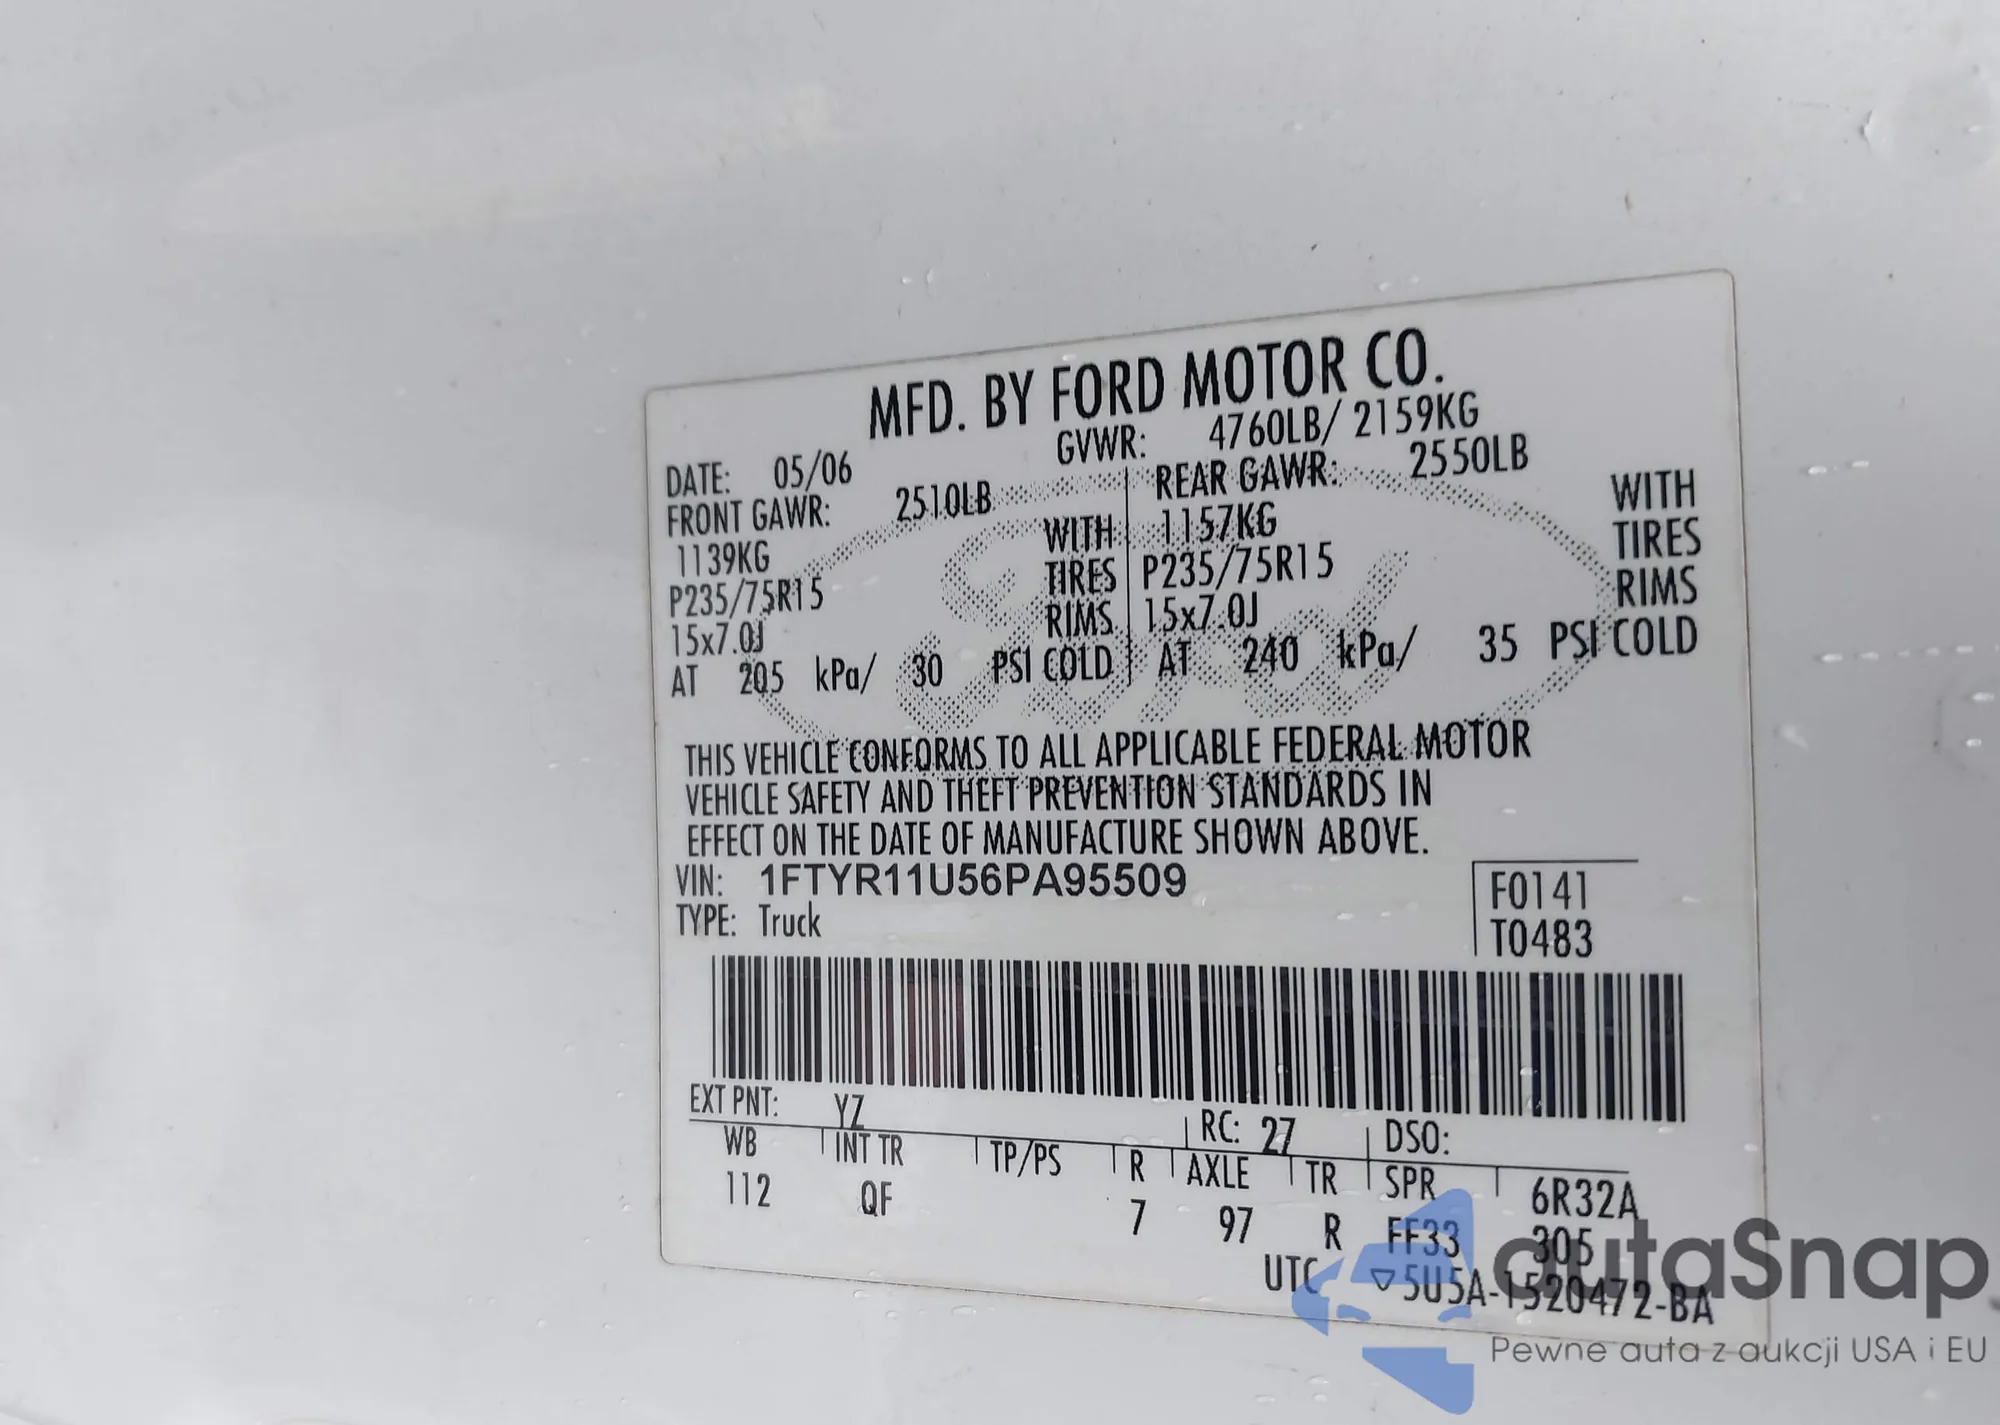 MFD. BY FORD MOTOR CO.
DATE: 05/06 GVWR: 4760LB/ 2159KG
FRONT GAWR: 2510LB REAR GAWR: 2550LB
1139KG WITH 1157KG WITH
P235/75R15 TIRES P235/75R15 TIRES
15x7.0J RIMS 15x7.0J RIMS
AT 205 kPa/ 30 PSI COLD AT 240 kPa/ 35 PSI COLD
THIS VEHICLE CONFORMS TO ALL APPLICABLE FEDERAL MOTOR
VEHICLE SAFETY AND THEFT PREVENTION STANDARDS IN
EFFECT ON THE DATE OF MANUFACTURE SHOWN ABOVE.
VIN: 1FTYR11U56PA95509 F0141
TYPE: Truck T0483
EXT PNT: YZ RC: 27 DSO:
WB INT TR TP/PS R AXLE TR SPR 6R32A
112 QF 7 97 R FF33 305
UTC ▽5U5A-1520472-BA
Ford
autaSnap
Pewne auta z aukcji USA i EU